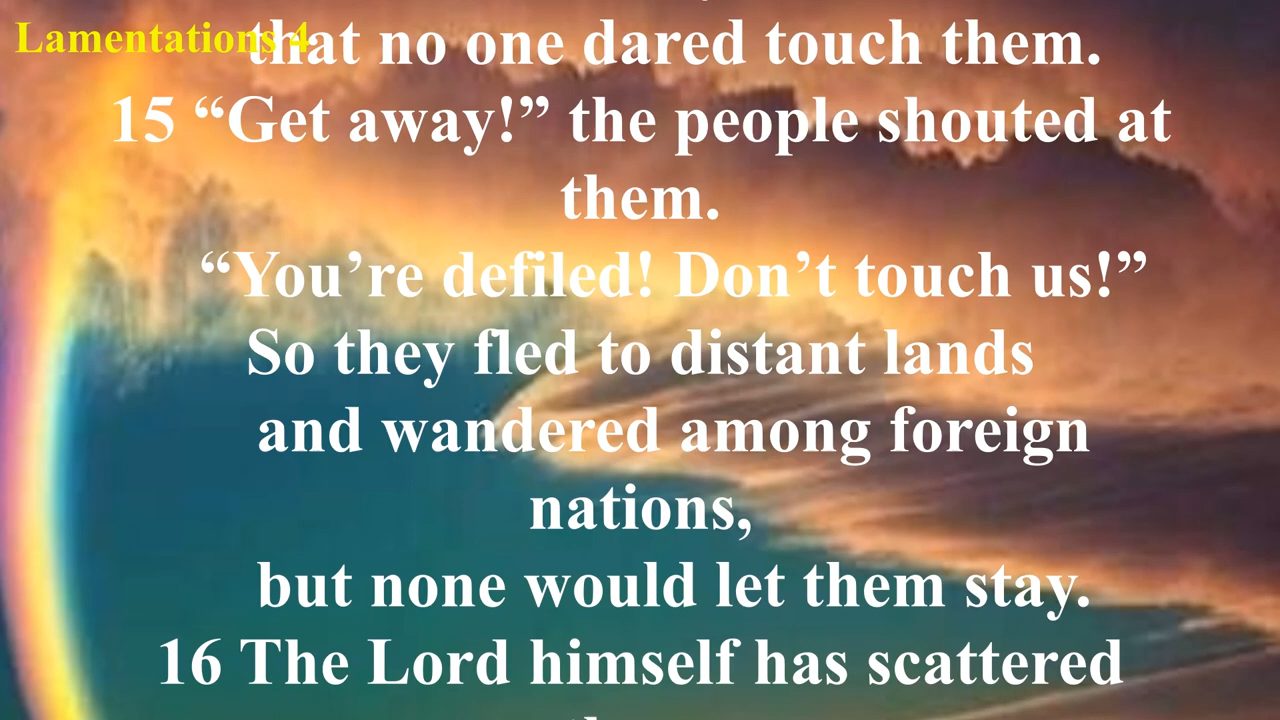 Lamentations 4
that no one dared touch them.
15 “Get away!” the people shouted at
them.
“You’re defiled! Don’t touch us!”
So they fled to distant lands
and wandered among foreign
nations,
but none would let them stay.
16 The Lord himself has scattered